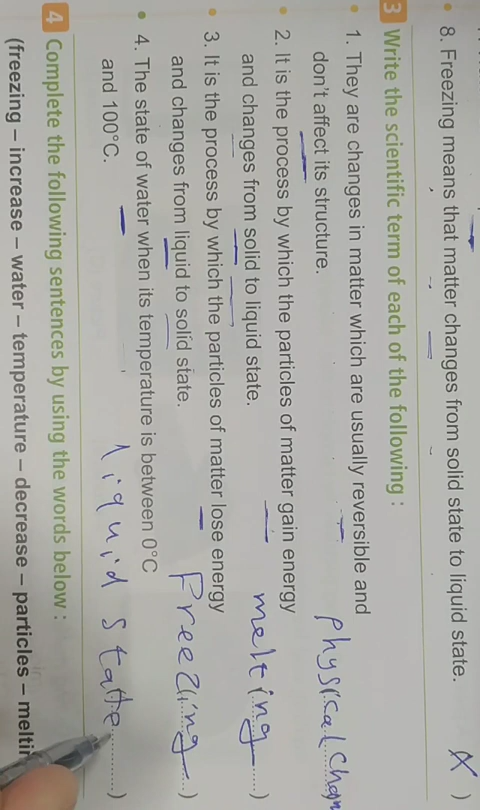 8. Freezing means that matter changes from solid state to liquid state. X )
3 Write the scientific term of each of the following :
1. They are changes in matter which are usually reversible and
don't affect its structure. physical chan
2. It is the process by which the particles of matter gain energy
and changes from solid to liquid state. melting )
3. It is the process by which the particles of matter lose energy
and changes from liquid to solid state. Freezing )
4. The state of water when its temperature is between 0°C
and 100°C. liquid state )
4 Complete the following sentences by using the words below :
(freezing – increase – water – temperature – decrease – particles – meltin